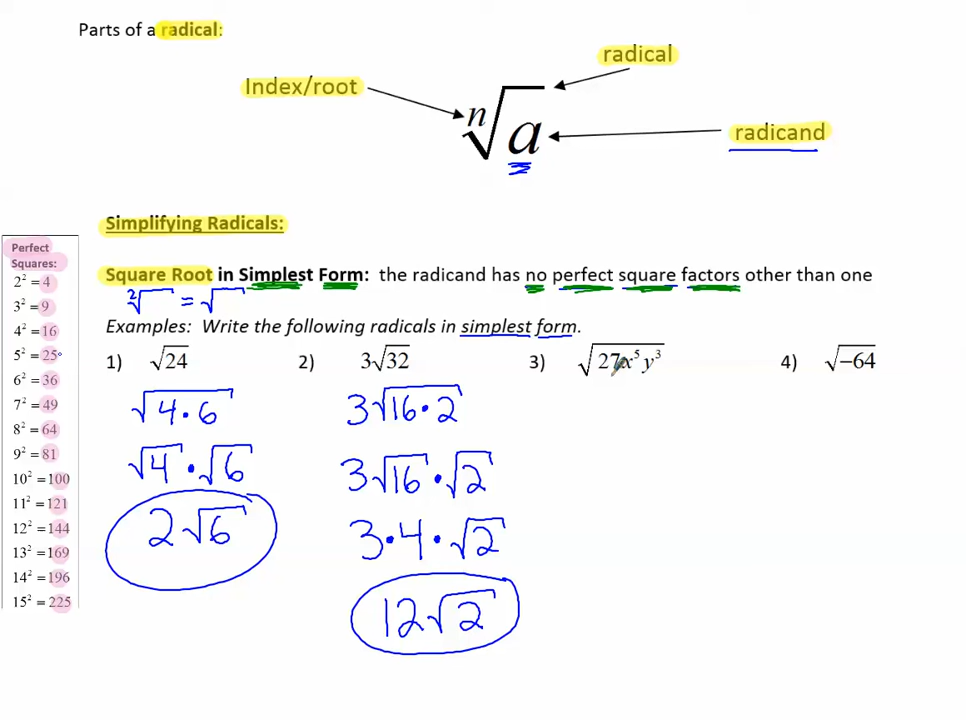 Parts of a radical:
radical
Index/root
ⁿ√a
radicand
Simplifying Radicals:
Perfect
Squares:
2² = 4
3² = 9
4² = 16
5² = 25
6² = 36
7² = 49
8² = 64
9² = 81
10² = 100
11² = 121
12² = 144
13² = 169
14² = 196
15² = 225
Square Root in Simplest Form: the radicand has no perfect square factors other than one
²√ = √
Examples: Write the following radicals in simplest form.
1) √24
√4·6
√4 · √6
2√6
2) 3√32
3√16·2
3√16 · √2
3·4·√2
12√2
3) √27x⁵y³
4) √−64